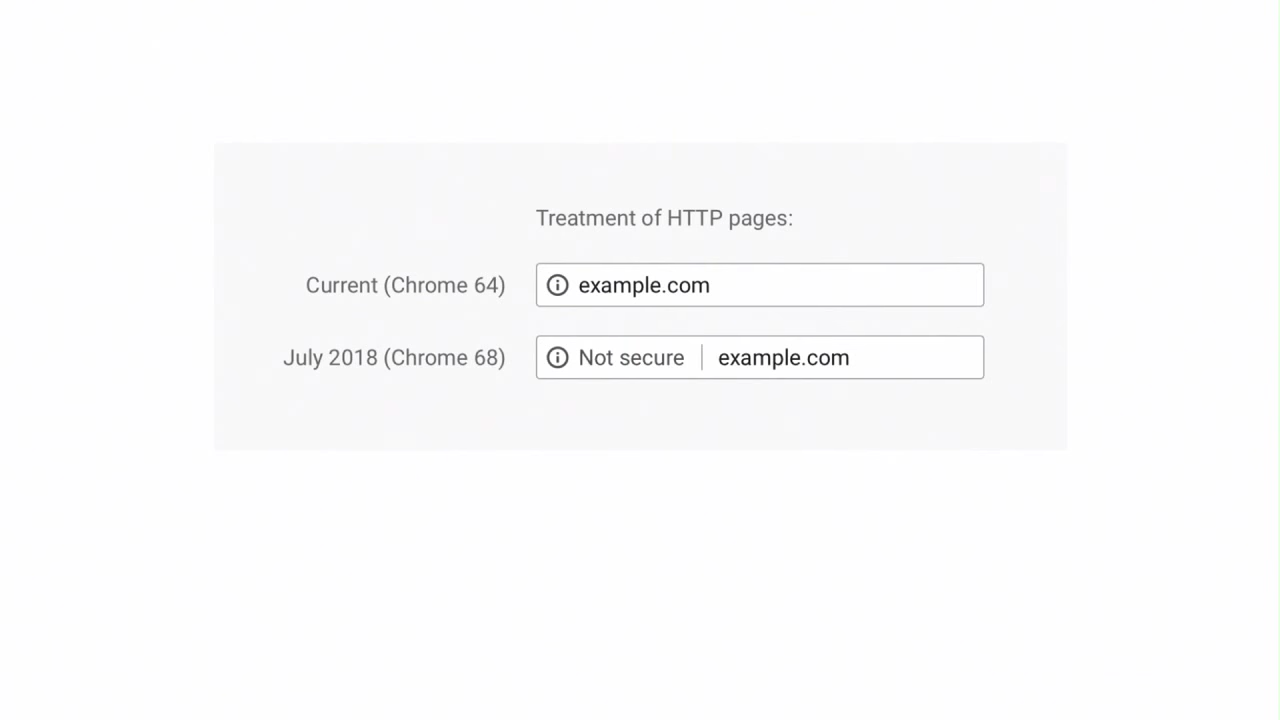 Treatment of HTTP pages:
Current (Chrome 64) example.com
July 2018 (Chrome 68) Not secure example.com